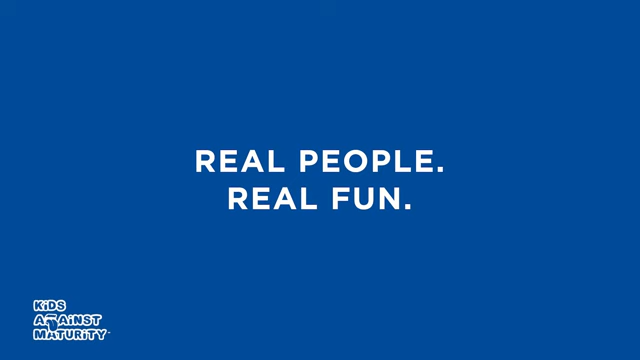 REAL PEOPLE.
REAL FUN.
KiDS
AGAiNST
MATURiTY